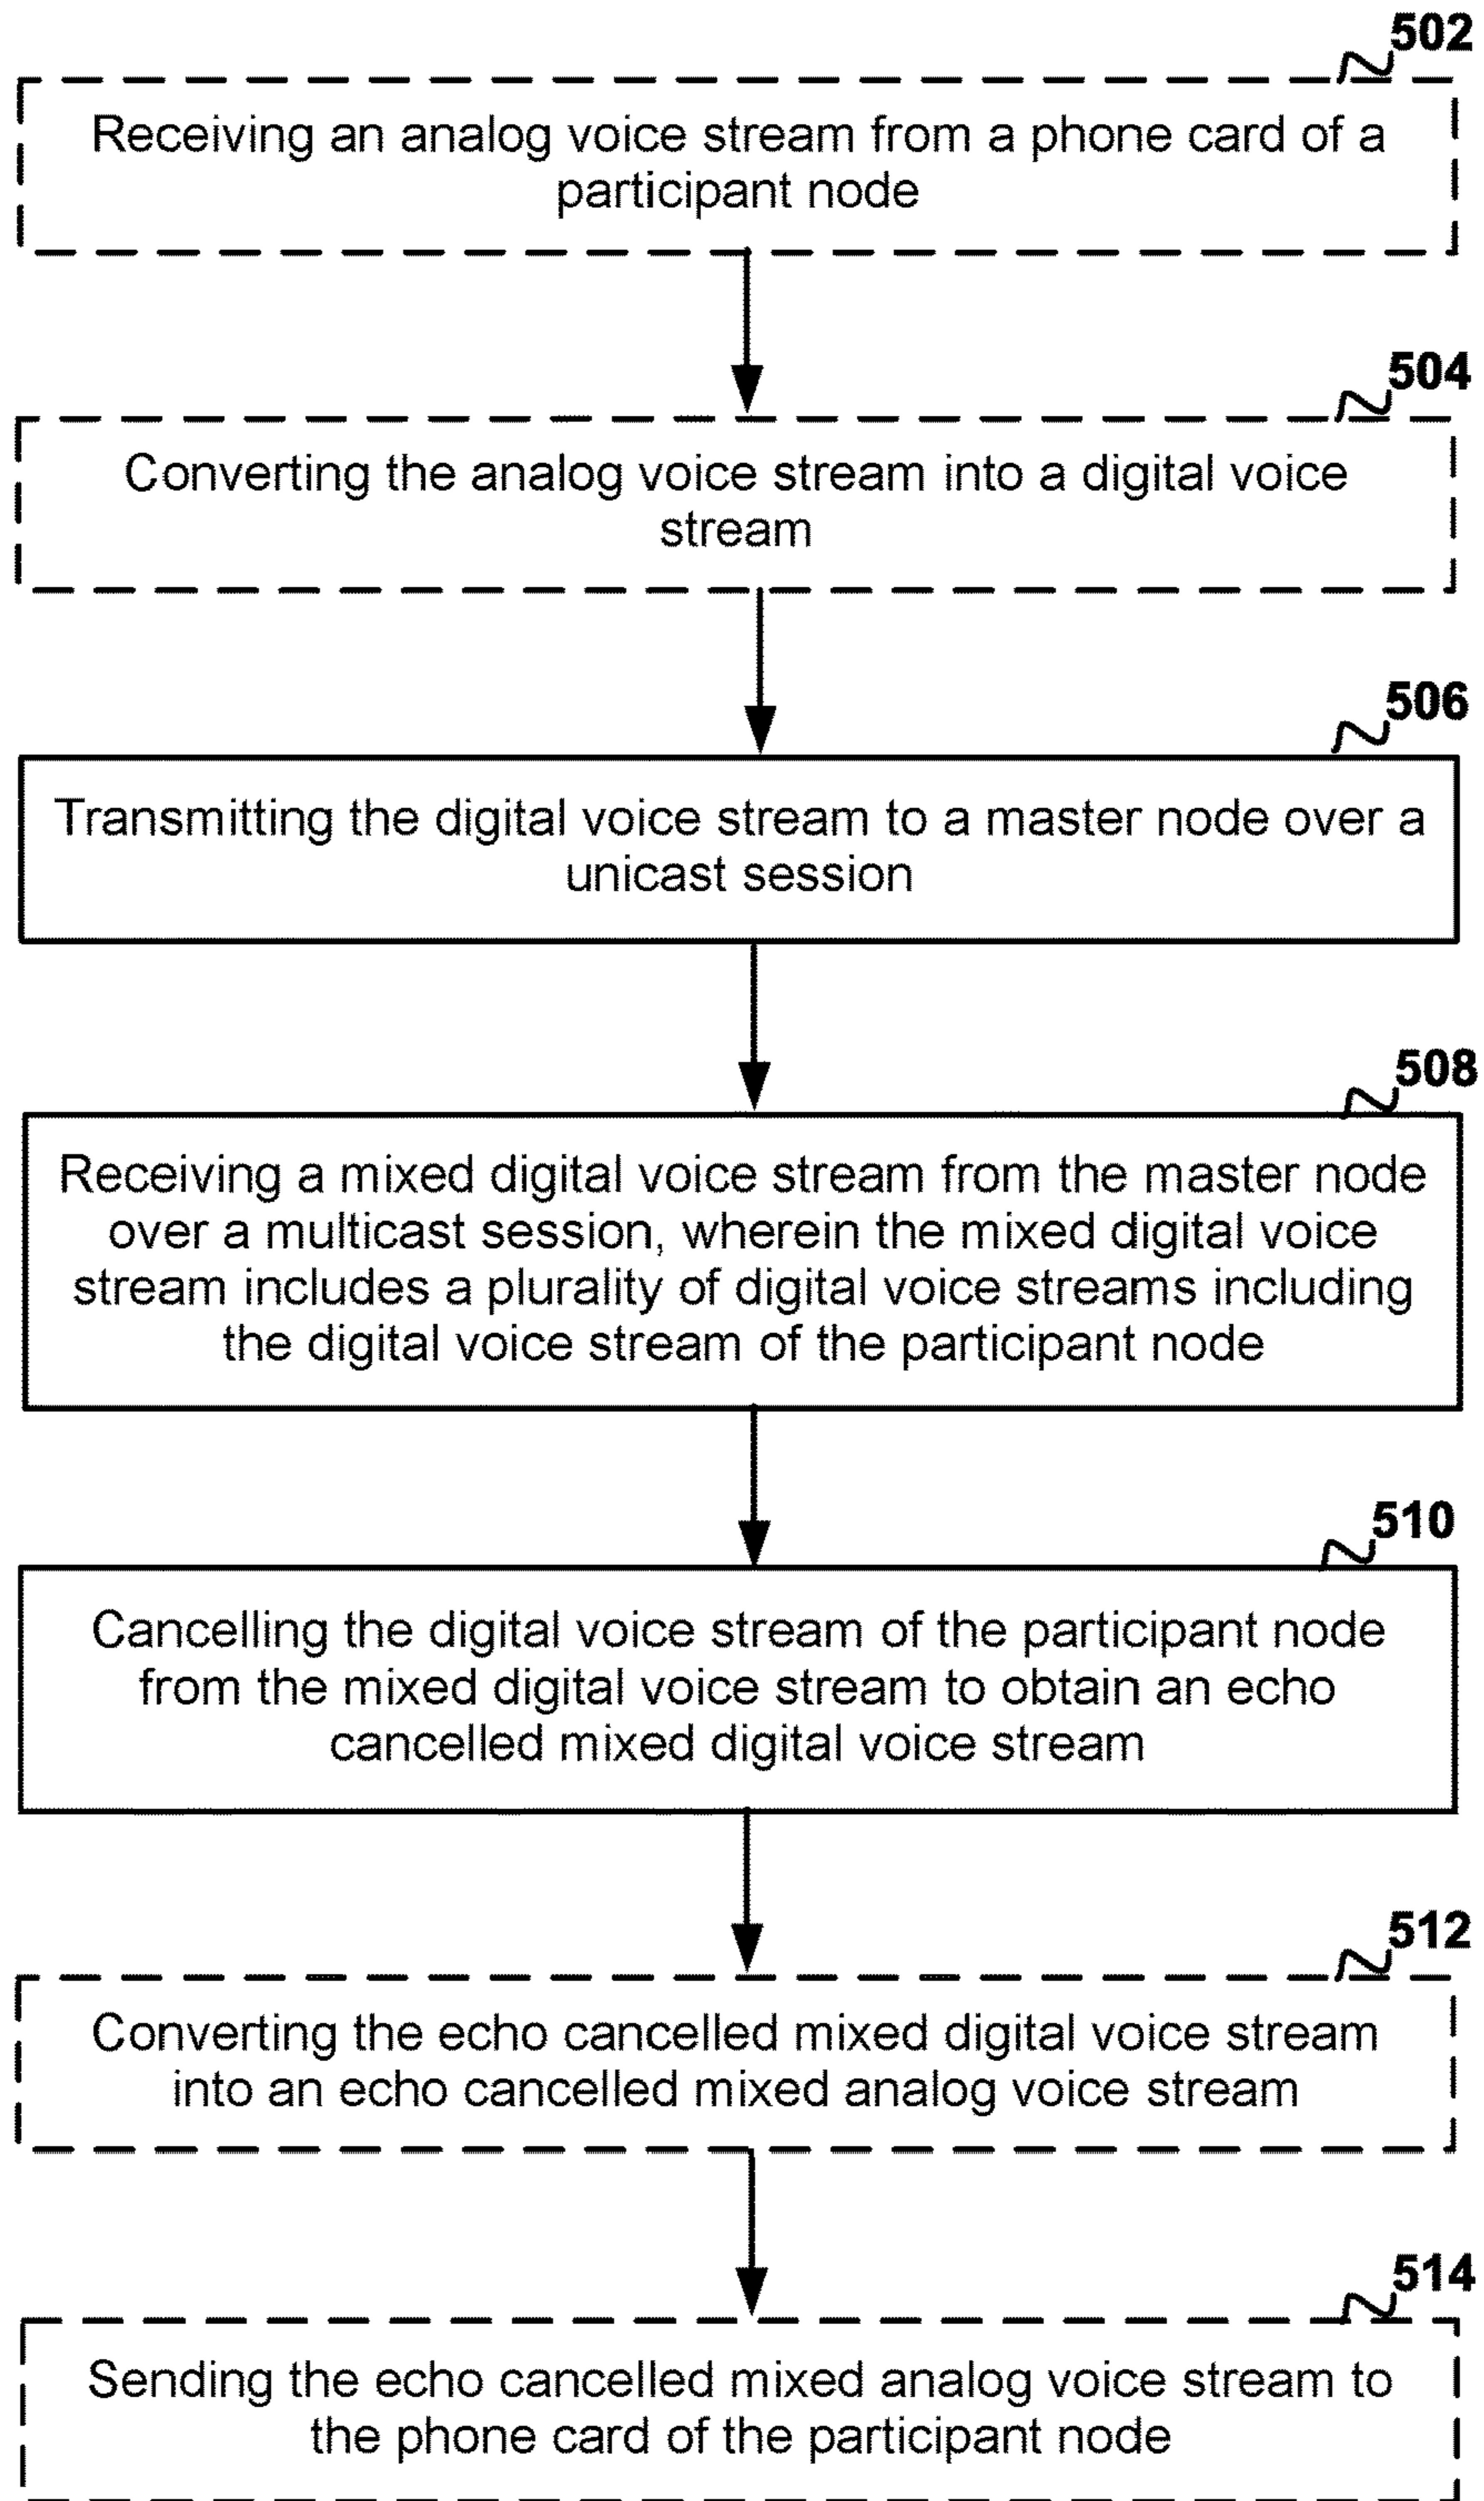 502
Receiving an analog voice stream from a phone card of a
participant node
504
Converting the analog voice stream into a digital voice
stream
506
Transmitting the digital voice stream to a master node over a
unicast session
508
Receiving a mixed digital voice stream from the master node
over a multicast session, wherein the mixed digital voice
stream includes a plurality of digital voice streams including
the digital voice stream of the participant node
510
Cancelling the digital voice stream of the participant node
from the mixed digital voice stream to obtain an echo
cancelled mixed digital voice stream
512
Converting the echo cancelled mixed digital voice stream
into an echo cancelled mixed analog voice stream
514
Sending the echo cancelled mixed analog voice stream to
the phone card of the participant node